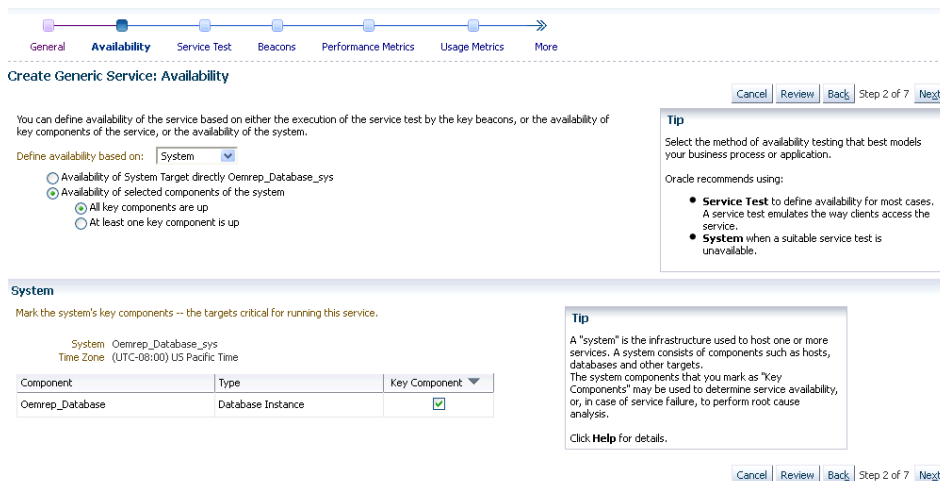 General Availability Service Test Beacons Performance Metrics Usage Metrics More
Create Generic Service: Availability
Cancel Review Back Step 2 of 7 Next
You can define availability of the service based on either the execution of the service test by the key beacons, or the availability of
key components of the service, or the availability of the system.
Define availability based on: System
Availability of System Target directly Oemrep_Database_sys
Availability of selected components of the system
All key components are up
At least one key component is up
Tip
Select the method of availability testing that best models
your business process or application.
Oracle recommends using:
Service Test to define availability for most cases.
A service test emulates the way clients access the
service.
System when a suitable service test is
unavailable.
System
Mark the system's key components -- the targets critical for running this service.
System Oemrep_Database_sys
Time Zone (UTC-08:00) US Pacific Time
Component Type Key Component
Oemrep_Database Database Instance
Tip
A "system" is the infrastructure used to host one or more
services. A system consists of components such as hosts,
databases and other targets.
The system components that you mark as "Key
Components" may be used to determine service availability,
or, in case of service failure, to perform root cause
analysis.
Click Help for details.
Cancel Review Back Step 2 of 7 Next